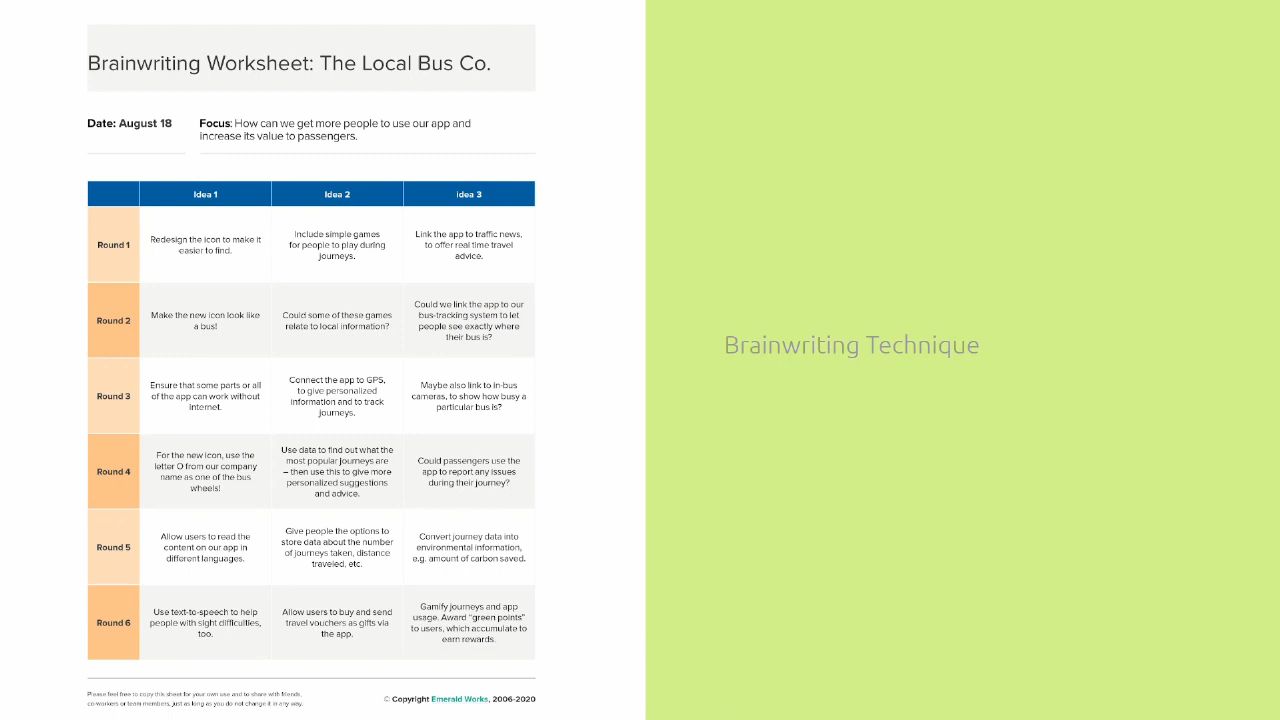 Brainwriting Worksheet: The Local Bus Co.
Date: August 18
Focus: How can we get more people to use our app and
increase its value to passengers.
Idea 1
Idea 2
Idea 3
Round 1
Redesign the icon to make it
easier to find.
Include simple games
for people to play during
journeys.
Link the app to traffic news,
to offer real time travel
advice.
Round 2
Make the new icon look like
a bus!
Could some of these games
relate to local information?
Could we link the app to our
bus-tracking system to let
people see exactly where
their bus is?
Round 3
Ensure that some parts or all
of the app can work without
Internet.
Connect the app to GPS,
to give personalized
information and to track
journeys.
Maybe also link to in-bus
cameras, to show how busy a
particular bus is?
Round 4
For the new icon, use the
letter O from our company
name as one of the bus
wheels!
Use data to find out what the
most popular journeys are
– then use this to give more
personalized suggestions
and advice.
Could passengers use the
app to report any issues
during their journey?
Round 5
Allow users to read the
content on our app in
different languages.
Give people the options to
store data about the number
of journeys taken, distance
traveled, etc.
Convert journey data into
environmental information,
e.g. amount of carbon saved.
Round 6
Use text-to-speech to help
people with sight difficulties,
too.
Allow users to buy and send
travel vouchers as gifts via
the app.
Gamify journeys and app
usage. Award “green points”
to users, which accumulate to
earn rewards.
Please feel free to copy this sheet for your own use and to share with friends,
co-workers or team members, just as long as you do not change it in any way.
© Copyright Emerald Works, 2006-2020
Brainwriting Technique